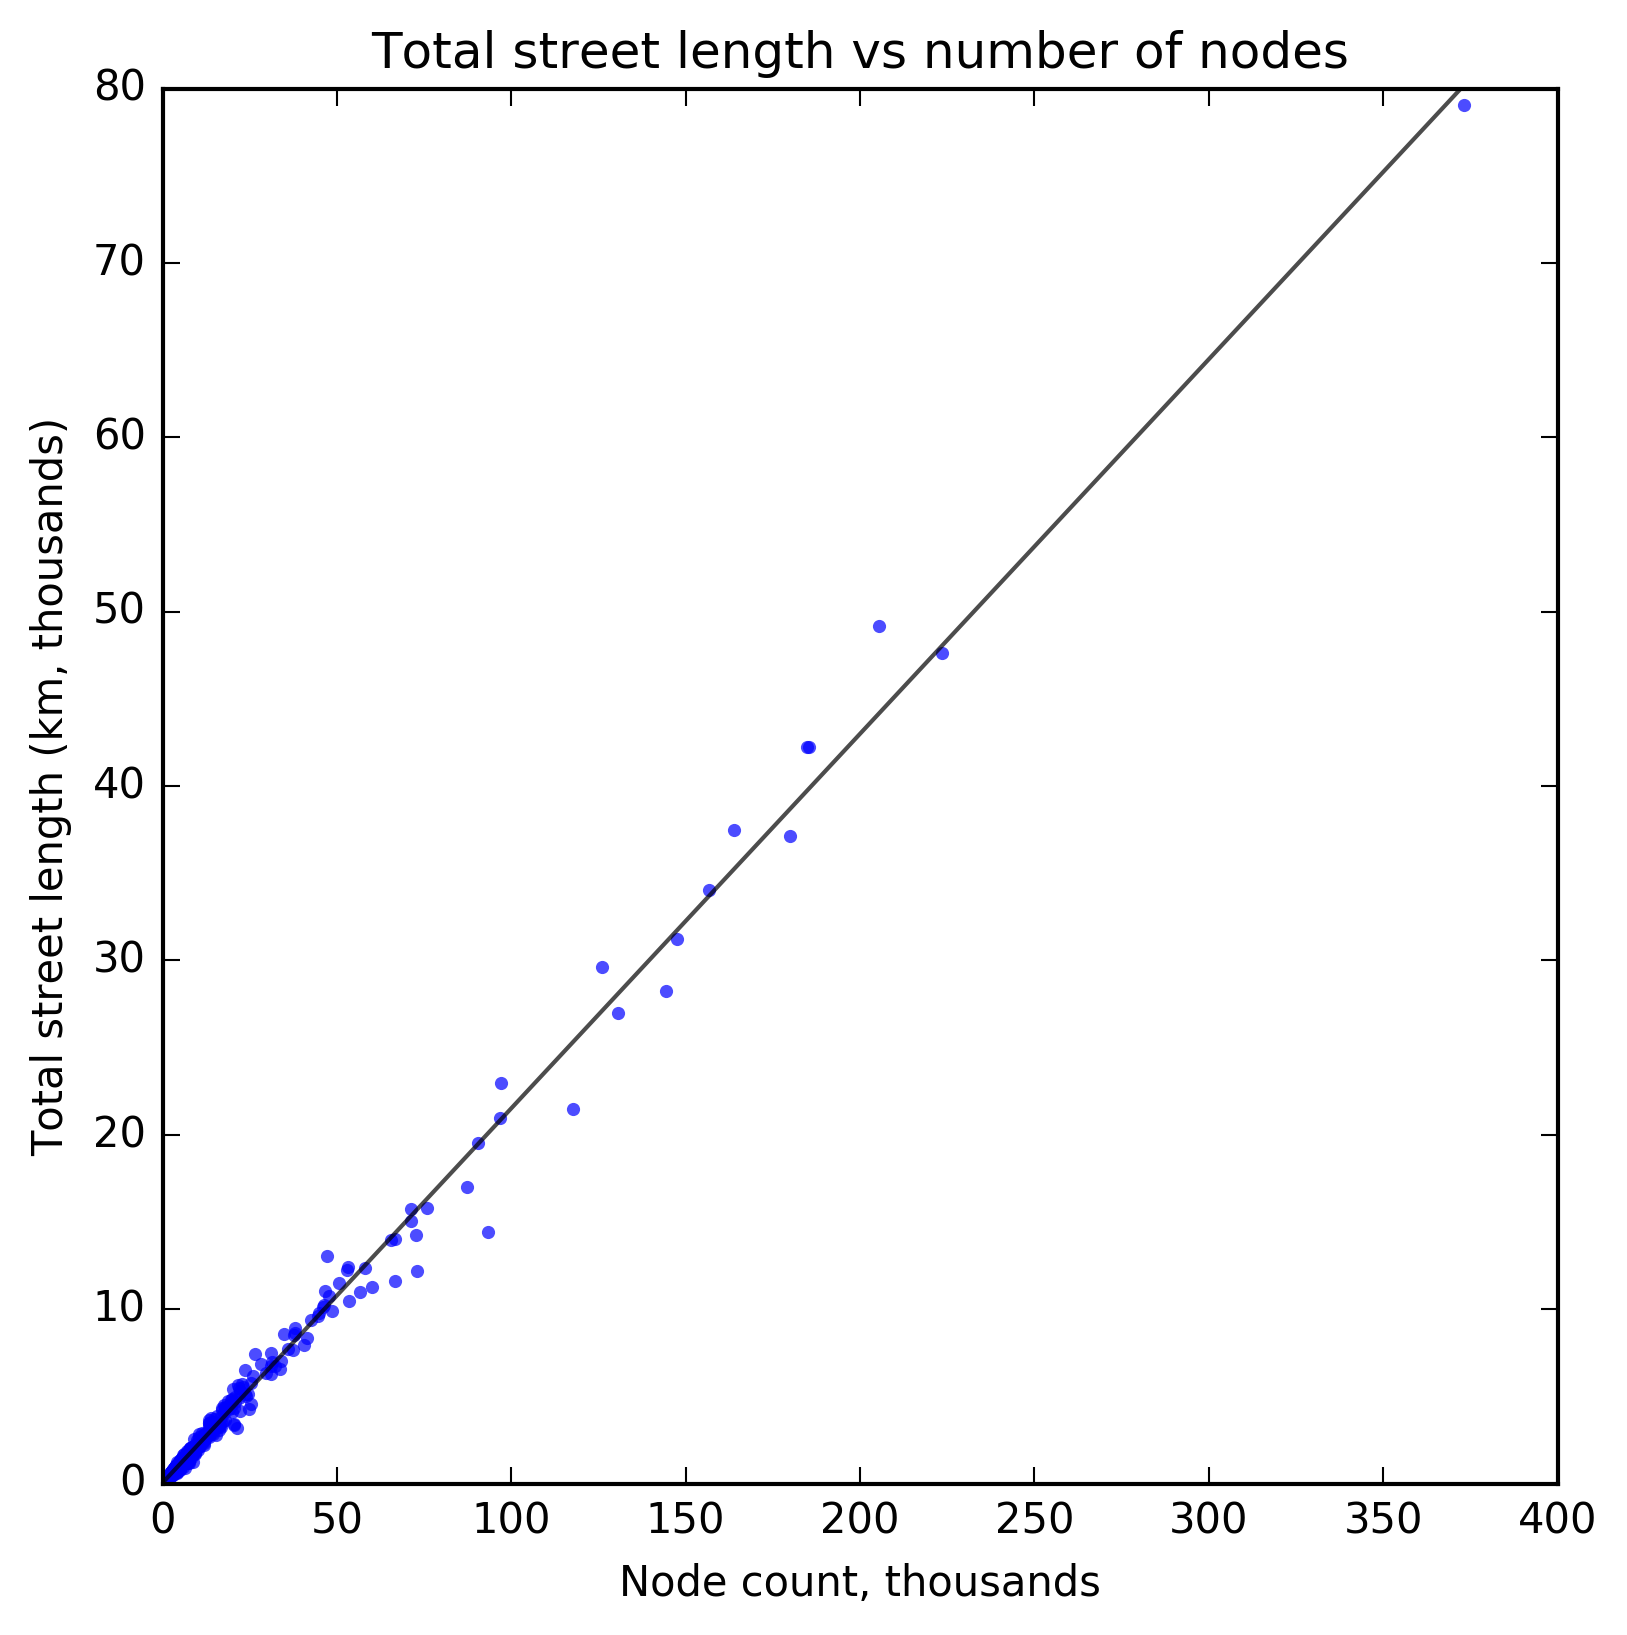 Total street length vs number of nodes
80
70
60
50
40
30
20
10
0
Total street length (km, thousands)
0 50 100 150 200 250 300 350 400
Node count, thousands